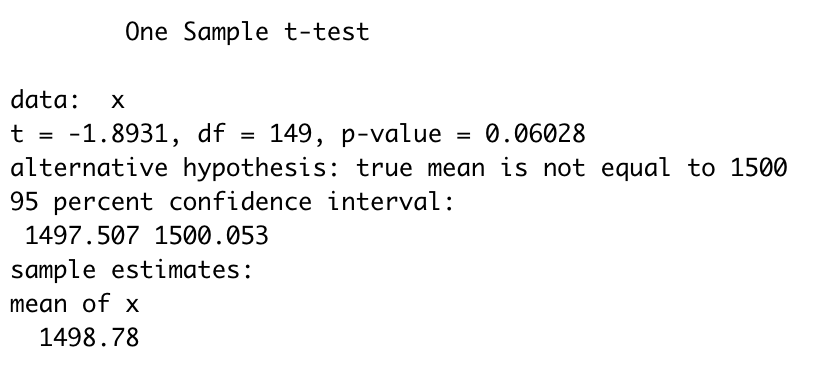 One Sample t-test
data:  x
t = -1.8931, df = 149, p-value = 0.06028
alternative hypothesis: true mean is not equal to 1500
95 percent confidence interval:
 1497.507 1500.053
sample estimates:
mean of x
  1498.78